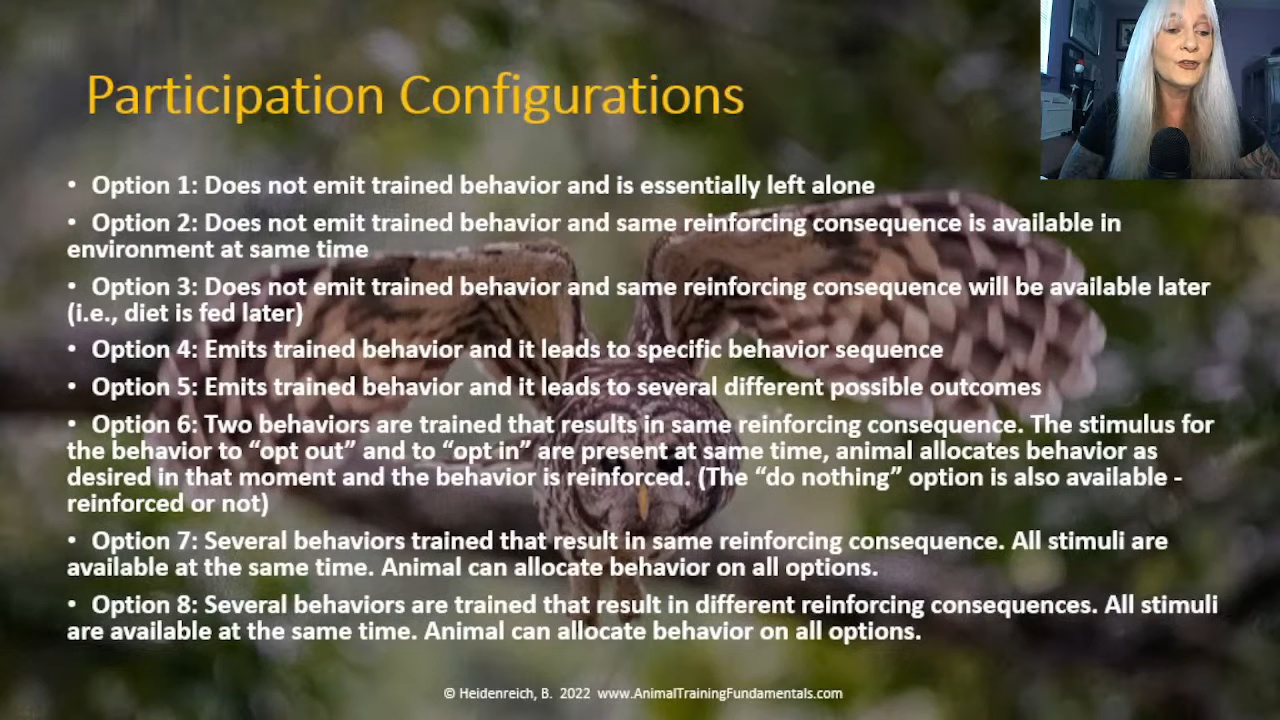 Participation Configurations
• Option 1: Does not emit trained behavior and is essentially left alone
• Option 2: Does not emit trained behavior and same reinforcing consequence is available in
environment at same time
• Option 3: Does not emit trained behavior and same reinforcing consequence will be available later
(i.e., diet is fed later)
• Option 4: Emits trained behavior and it leads to specific behavior sequence
• Option 5: Emits trained behavior and it leads to several different possible outcomes
• Option 6: Two behaviors are trained that results in same reinforcing consequence. The stimulus for
the behavior to “opt out” and to “opt in” are present at same time, animal allocates behavior as
desired in that moment and the behavior is reinforced. (The “do nothing” option is also available -
reinforced or not)
• Option 7: Several behaviors trained that result in same reinforcing consequence. All stimuli are
available at the same time. Animal can allocate behavior on all options.
• Option 8: Several behaviors are trained that result in different reinforcing consequences. All stimuli
are available at the same time. Animal can allocate behavior on all options.
© Heidenreich, B. 2022 www.AnimalTrainingFundamentals.com